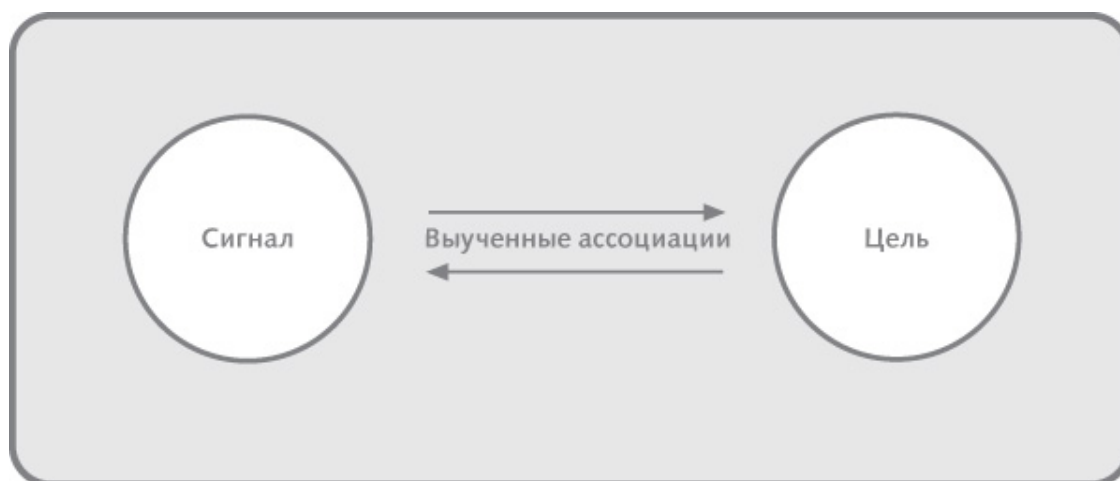 Сигнал
Выученные ассоциации
Цель